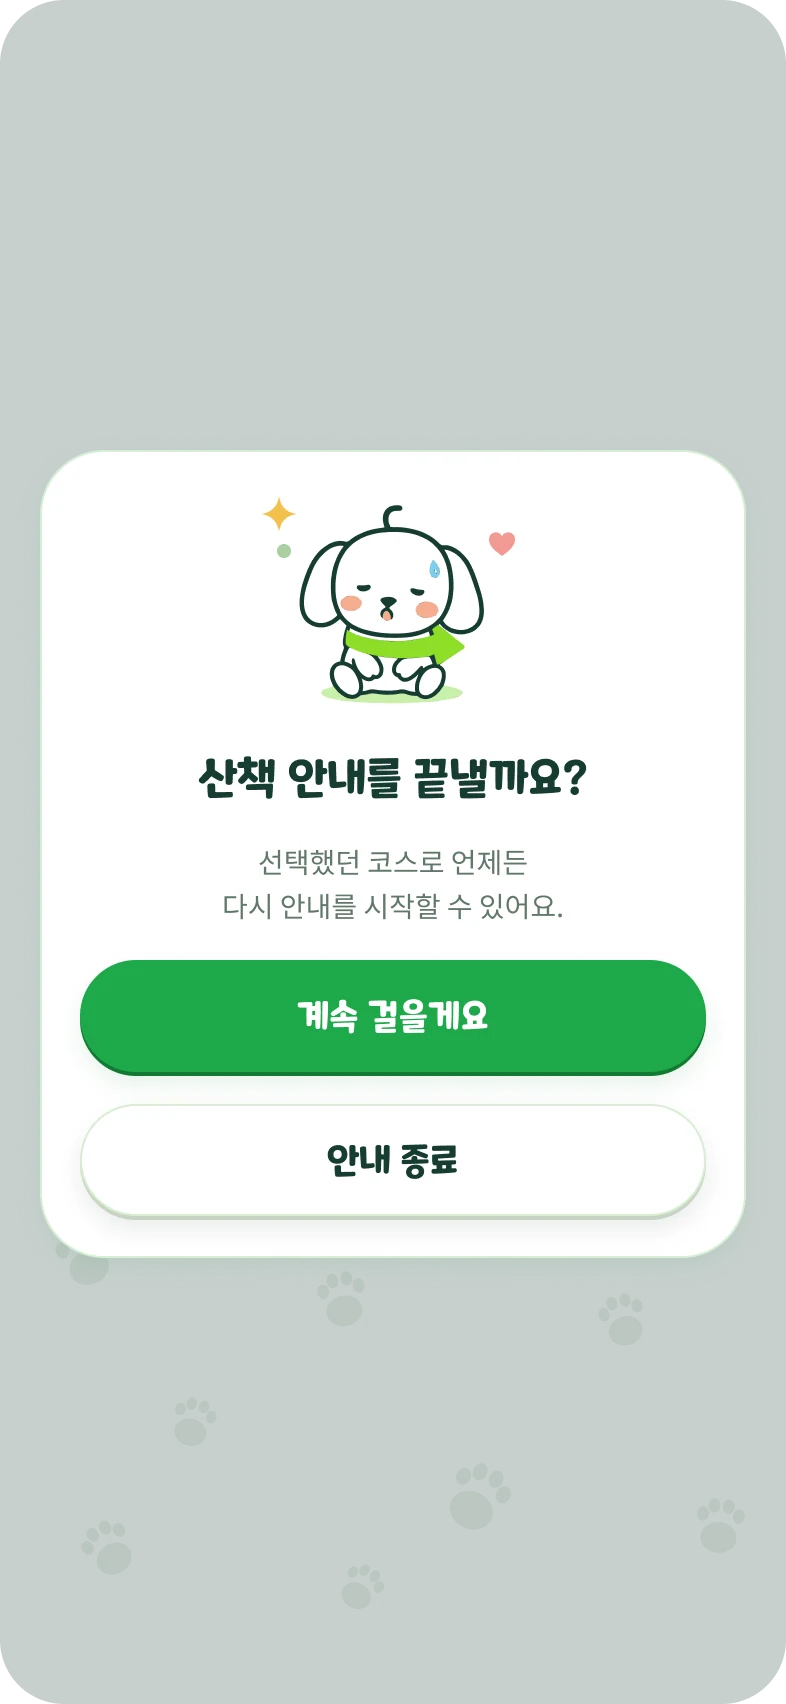 산책 안내를 끝낼까요?
선택했던 코스로 언제든
다시 안내를 시작할 수 있어요.
계속 걸을게요
안내 종료